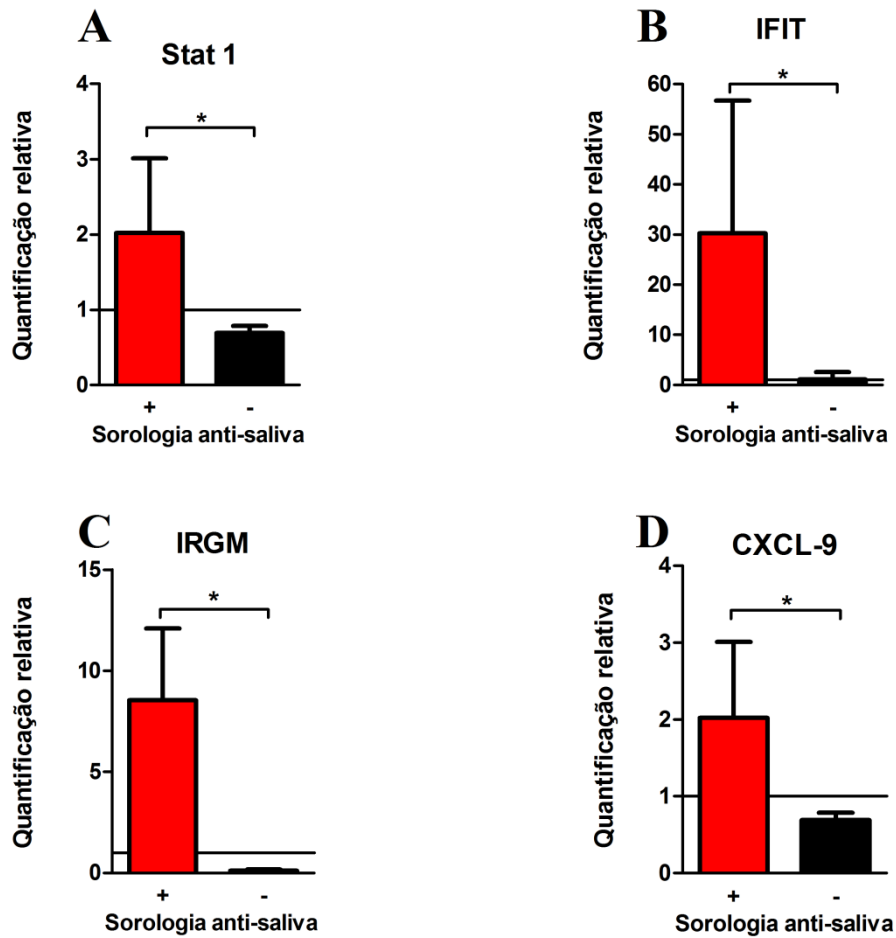 A
Stat 1
Quantificação relativa
4
3
2
1
0
*
+ -
Sorologia anti-saliva
B
IFIT
Quantificação relativa
60
50
40
30
20
10
0
*
+ -
Sorologia anti-saliva
C
IRGM
Quantificação relativa
15
10
5
0
*
+ -
Sorologia anti-saliva
D
CXCL-9
Quantificação relativa
4
3
2
1
0
*
+ -
Sorologia anti-saliva